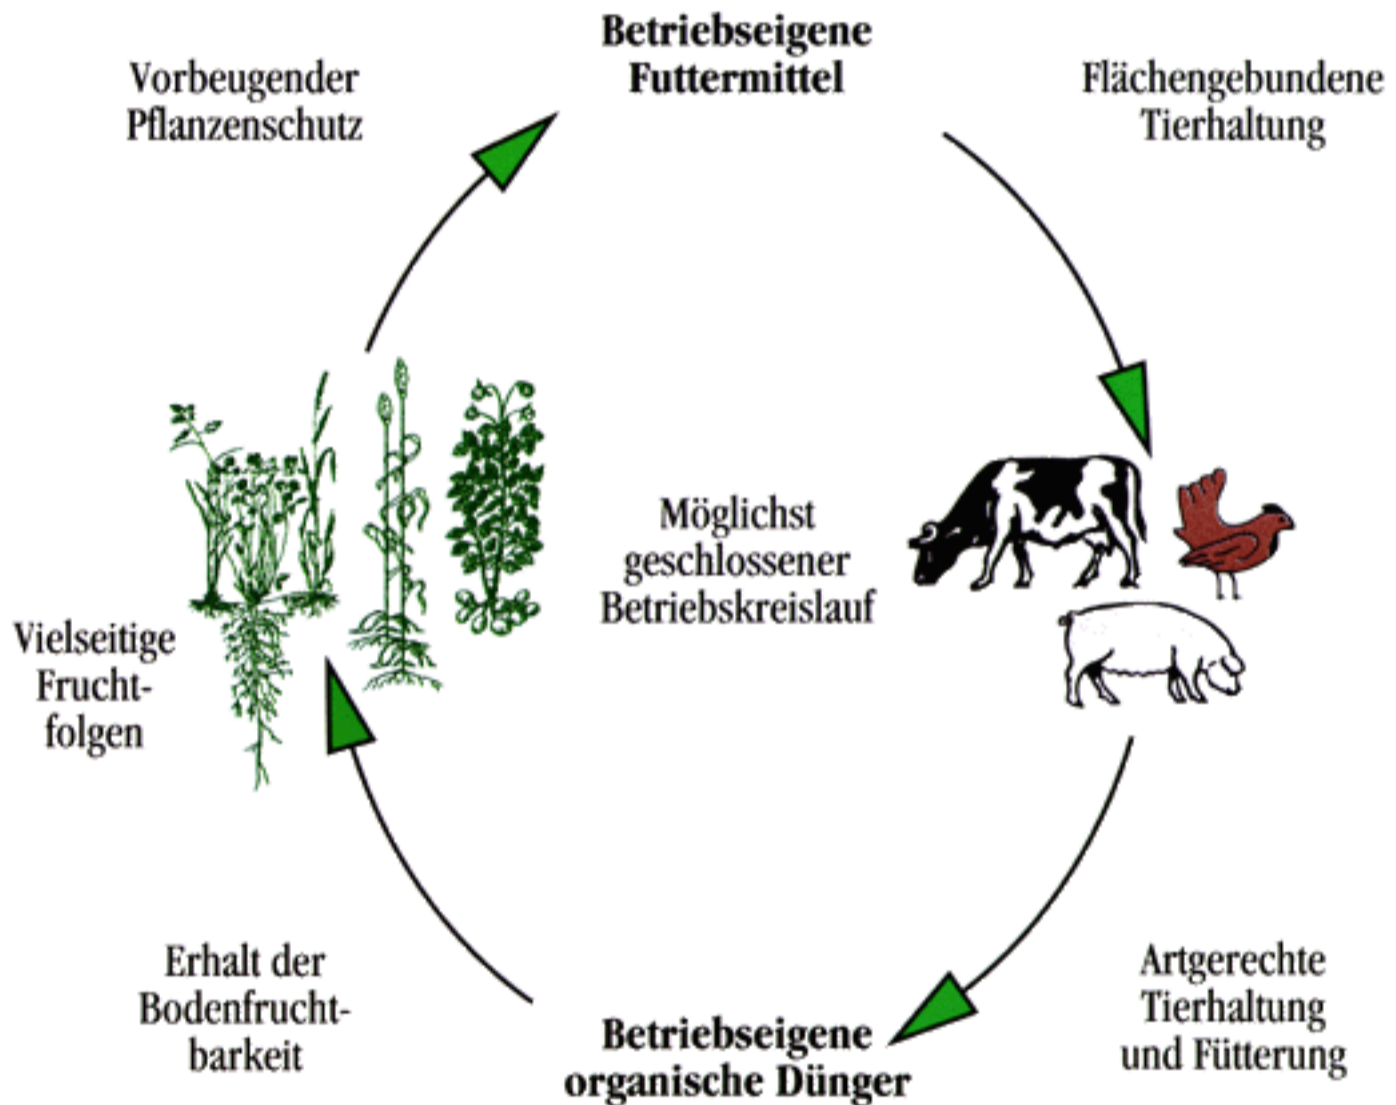 Betriebseigene
Futtermittel
Vorbeugender
Pflanzenschutz
Flächengebundene
Tierhaltung
Möglichst
geschlossener
Betriebskreislauf
Vielseitige
Frucht-
folgen
Erhalt der
Bodenfrucht-
barkeit
Betriebseigene
organische Dünger
Artgerechte
Tierhaltung
und Fütterung